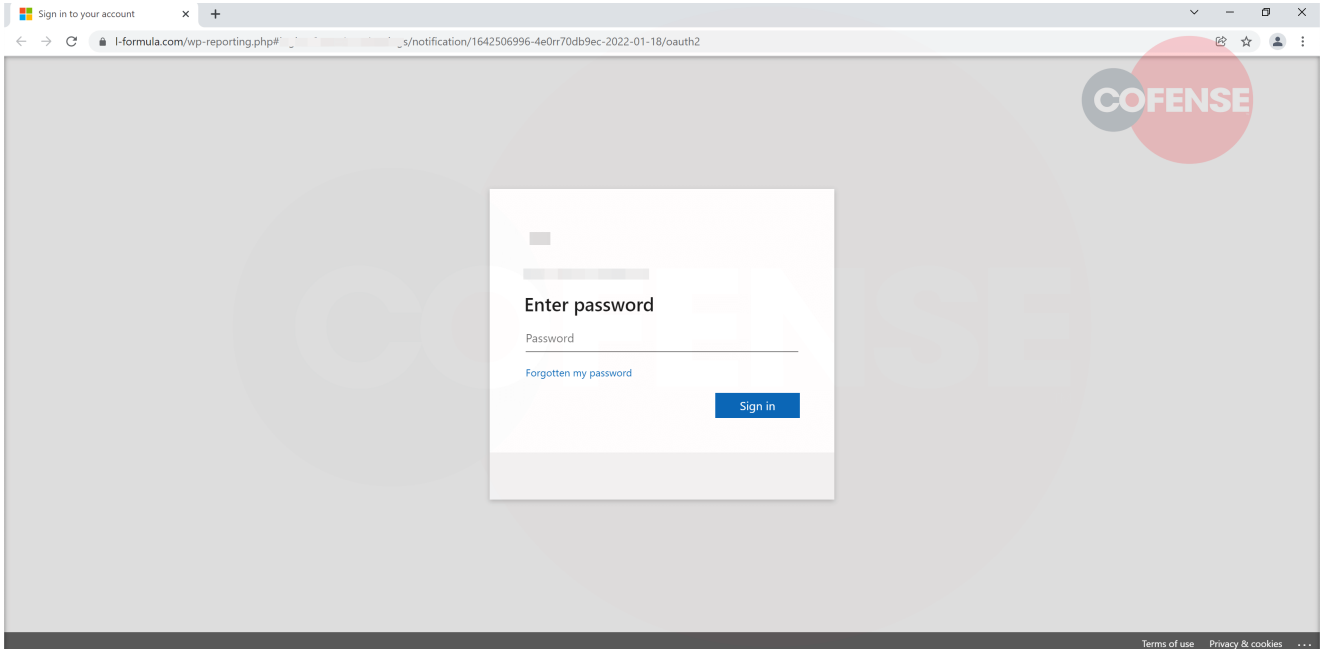 Sign in to your account
l-formula.com/wp-reporting.php# s/notification/1642506996-4e0rr70db9ec-2022-01-18/oauth2
COFENSE
COFENSE
Enter password
Password
Forgotten my password
Sign in
Terms of use Privacy & cookies ...